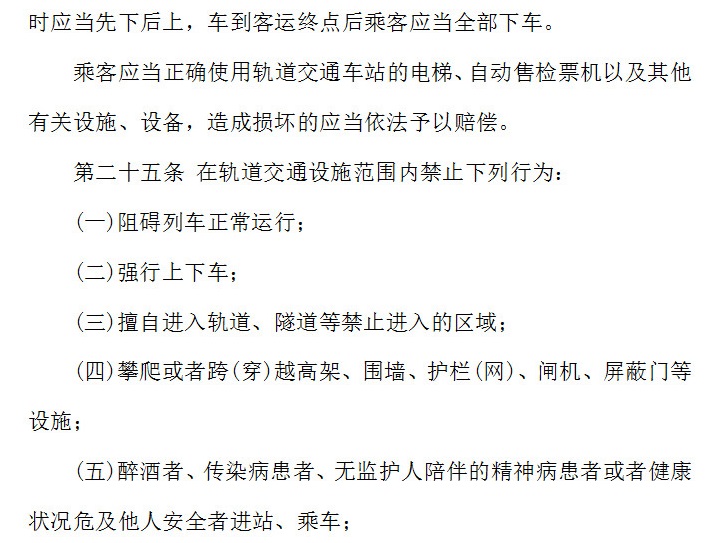 时应当先下后上，车到客运终点后乘客应当全部下车。
乘客应当正确使用轨道交通车站的电梯、自动售检票机以及其他
有关设施、设备，造成损坏的应当依法予以赔偿。
第二十五条 在轨道交通设施范围内禁止下列行为：
(一)阻碍列车正常运行；
(二)强行上下车；
(三)擅自进入轨道、隧道等禁止进入的区域；
(四)攀爬或者跨(穿)越高架、围墙、护栏(网)、闸机、屏蔽门等
设施；
(五)醉酒者、传染病患者、无监护人陪伴的精神病患者或者健康
状况危及他人安全者进站、乘车；